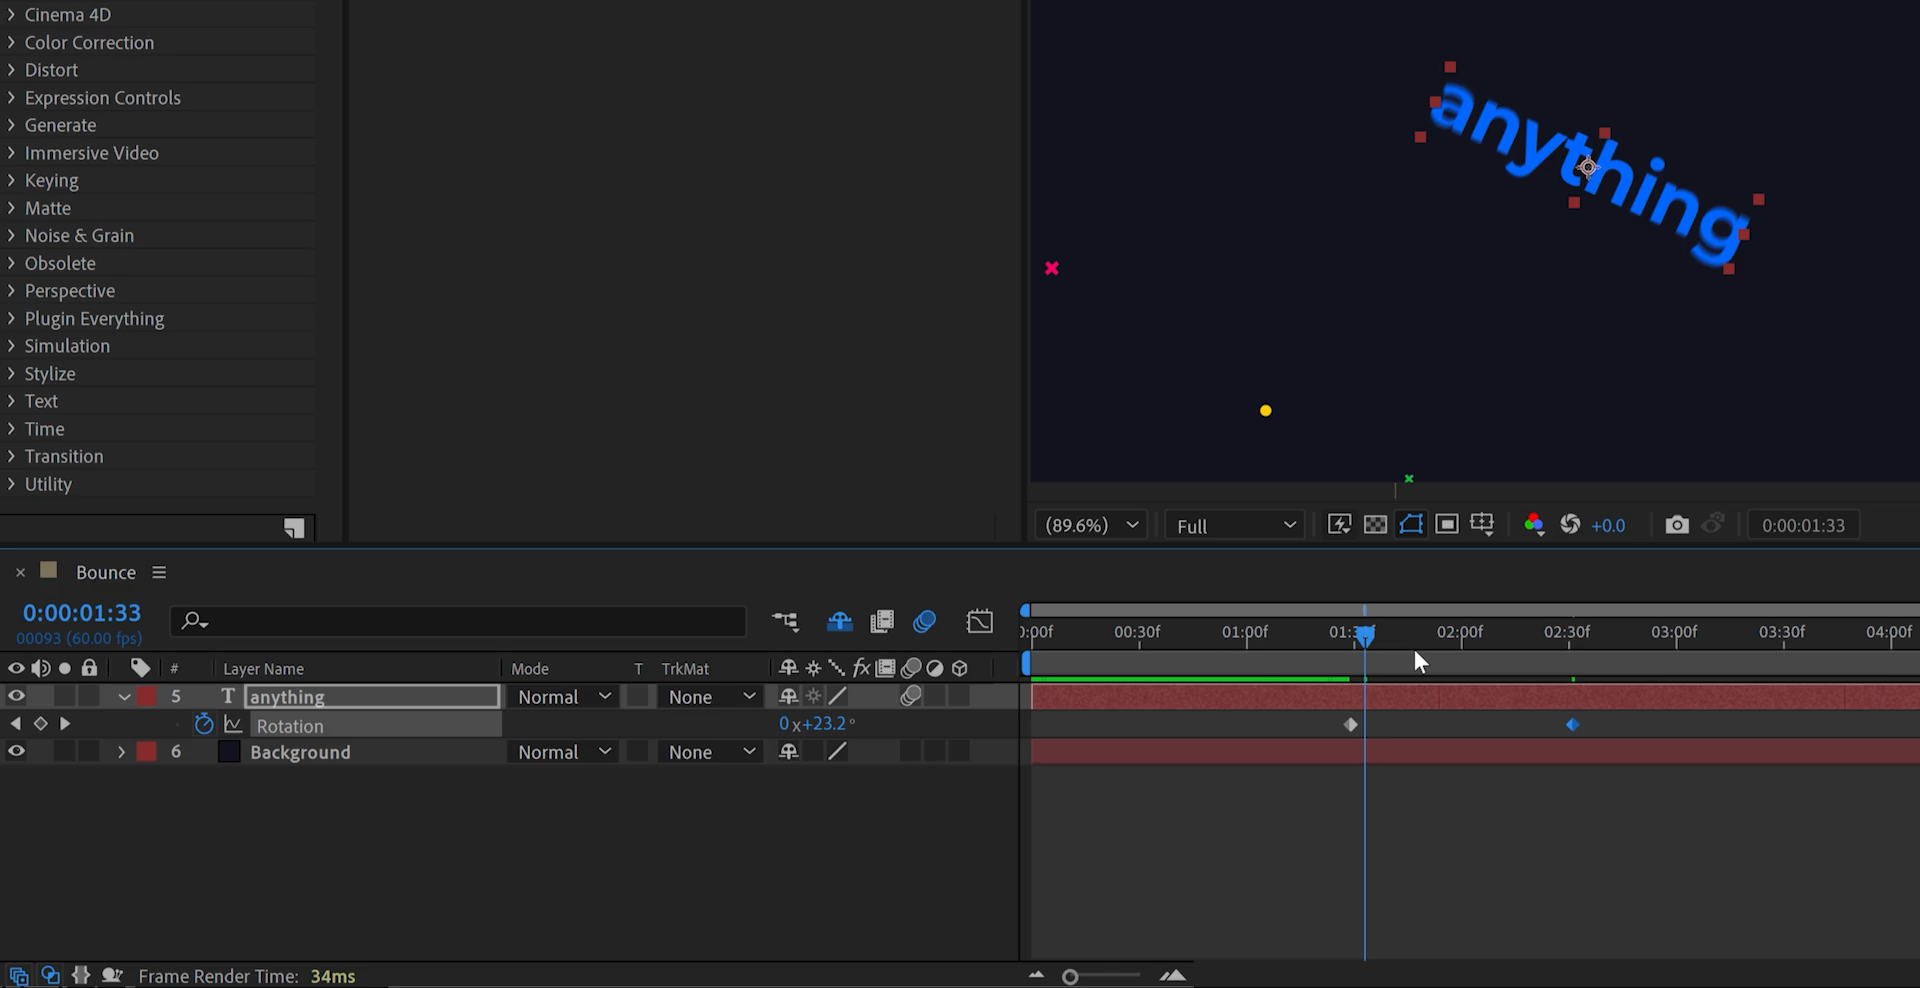 Cinema 4D
Color Correction
Distort
Expression Controls
Generate
Immersive Video
Keying
Matte
Noise & Grain
Obsolete
Perspective
Plugin Everything
Simulation
Stylize
Text
Time
Transition
Utility
anything
(89.6%)
Full
+0.0
0:00:01:33
Bounce
0:00:01:33
00093 (60.00 fps)
0:00f 00:30f 01:00f 02:00f 02:30f 03:00f 03:30f 04:00f
# Layer Name Mode T TrkMat fx
5 T anything Normal None
Rotation 0x+23.2°
6 Background Normal None
Frame Render Time: 34ms